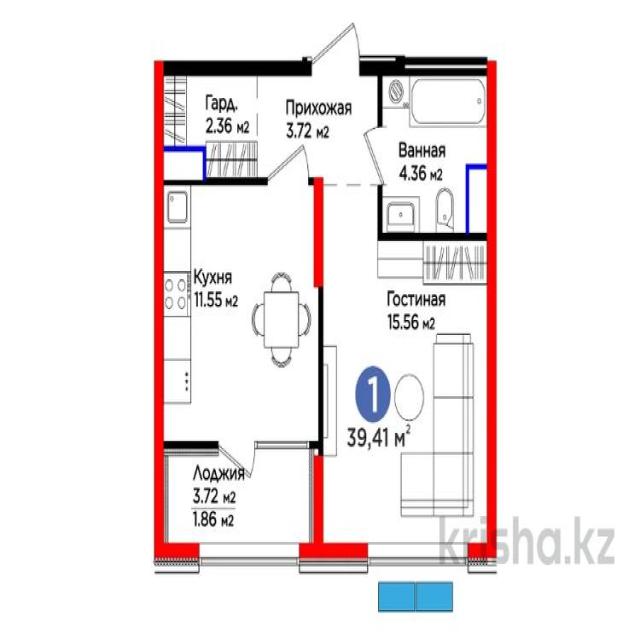 Гард.
2.36 м2
Прихожая
3.72 м2
Ванная
4.36 м2
Кухня
11.55 м2
Гостиная
15.56 м2
1
39,41 м2
Лоджия
3.72 м2
1.86 м2
krisha.kz